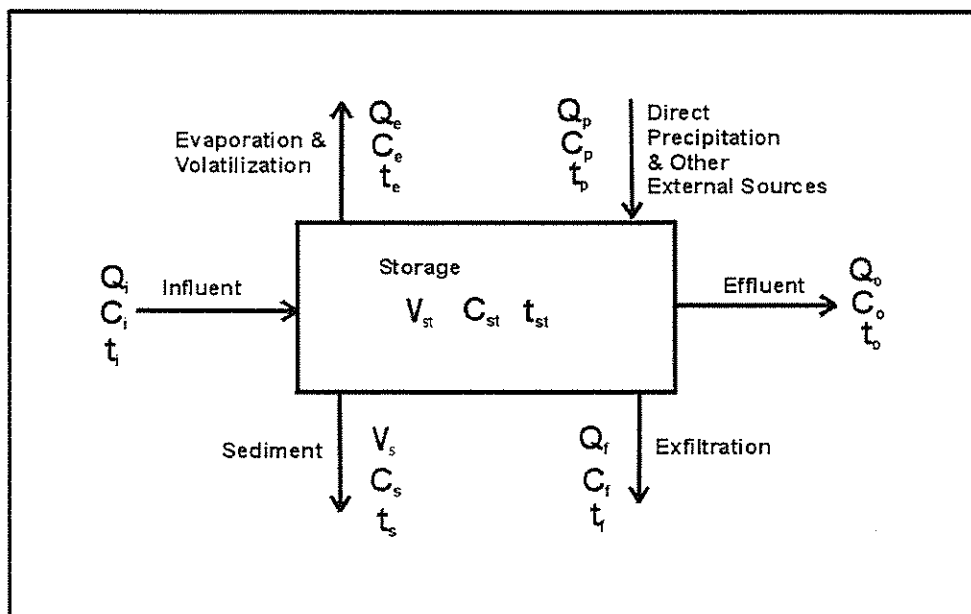 Evaporation &
Volatilization
Qe
Ce
te
Qp
Cp
tp
Direct
Precipitation
& Other
External Sources
Qi
Ci
ti
Influent
Storage
Vst Cst tst
Effluent
Qo
Co
to
Sediment
Vs
Cs
ts
Qf
Cf
tf
Exfiltration